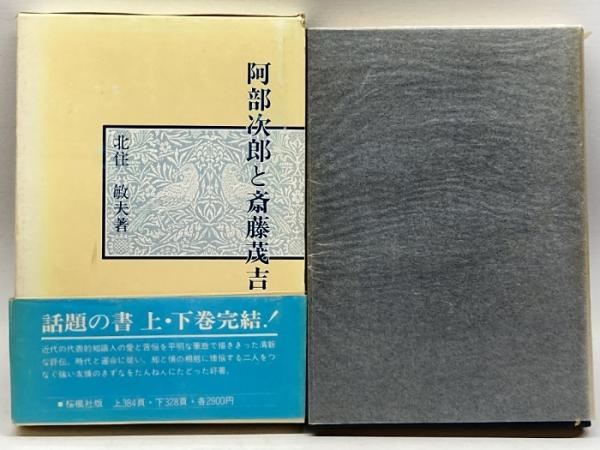 阿部次郎と斎藤茂吉
北住敏夫著
話題の書 上・下巻完結!
近代の代表的知識人の愛と苦悩を平明な筆致で描ききった清新
な評伝。時代と運命に抗い、知と情の相剋に懊悩する二人をつ
なぐ強い友情のきずなをたんねんにたどった好著。
■桜楓社版 上384頁・下328頁・各2900円